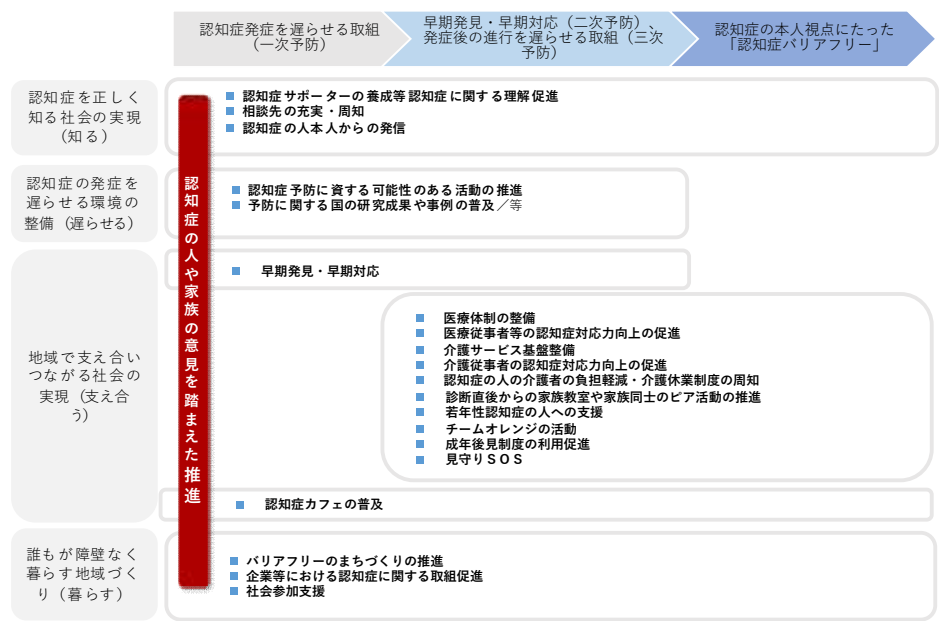 認知症発症を遅らせる取組
（一次予防）
早期発見・早期対応（二次予防）、
発症後の進行を遅らせる取組（三次
予防）
認知症の本人視点にたった
「認知症バリアフリー」
認知症を正しく
知る社会の実現
（知る）
認知症サポーターの養成等認知症に関する理解促進
相談先の充実・周知
認知症の人本人からの発信
認知症の人や家族の意見を踏まえた推進
認知症の発症を
遅らせる環境の
整備（遅らせる）
認知症予防に資する可能性のある活動の推進
予防に関する国の研究成果や事例の普及／等
地域で支え合い
つながる社会の
実現（支え合
う）
早期発見・早期対応
医療体制の整備
医療従事者等の認知症対応力向上の促進
介護サービス基盤整備
介護従事者の認知症対応力向上の促進
認知症の人の介護者の負担軽減・介護休業制度の周知
診断直後からの家族教室や家族同士のピア活動の推進
若年性認知症の人への支援
チームオレンジの活動
成年後見制度の利用促進
見守りＳＯＳ
認知症カフェの普及
誰もが障壁なく
暮らす地域づく
り（暮らす）
バリアフリーのまちづくりの推進
企業等における認知症に関する取組促進
社会参加支援